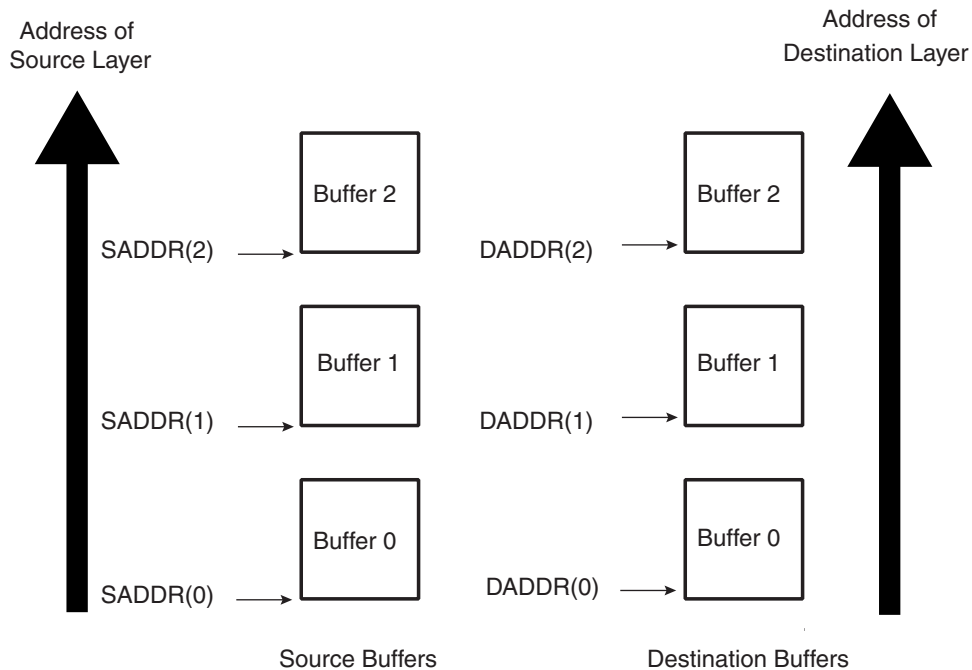 Address of
Source Layer
Address of
Destination Layer
Buffer 2
Buffer 2
SADDR(2)
DADDR(2)
Buffer 1
Buffer 1
SADDR(1)
DADDR(1)
Buffer 0
Buffer 0
SADDR(0)
DADDR(0)
Source Buffers
Destination Buffers